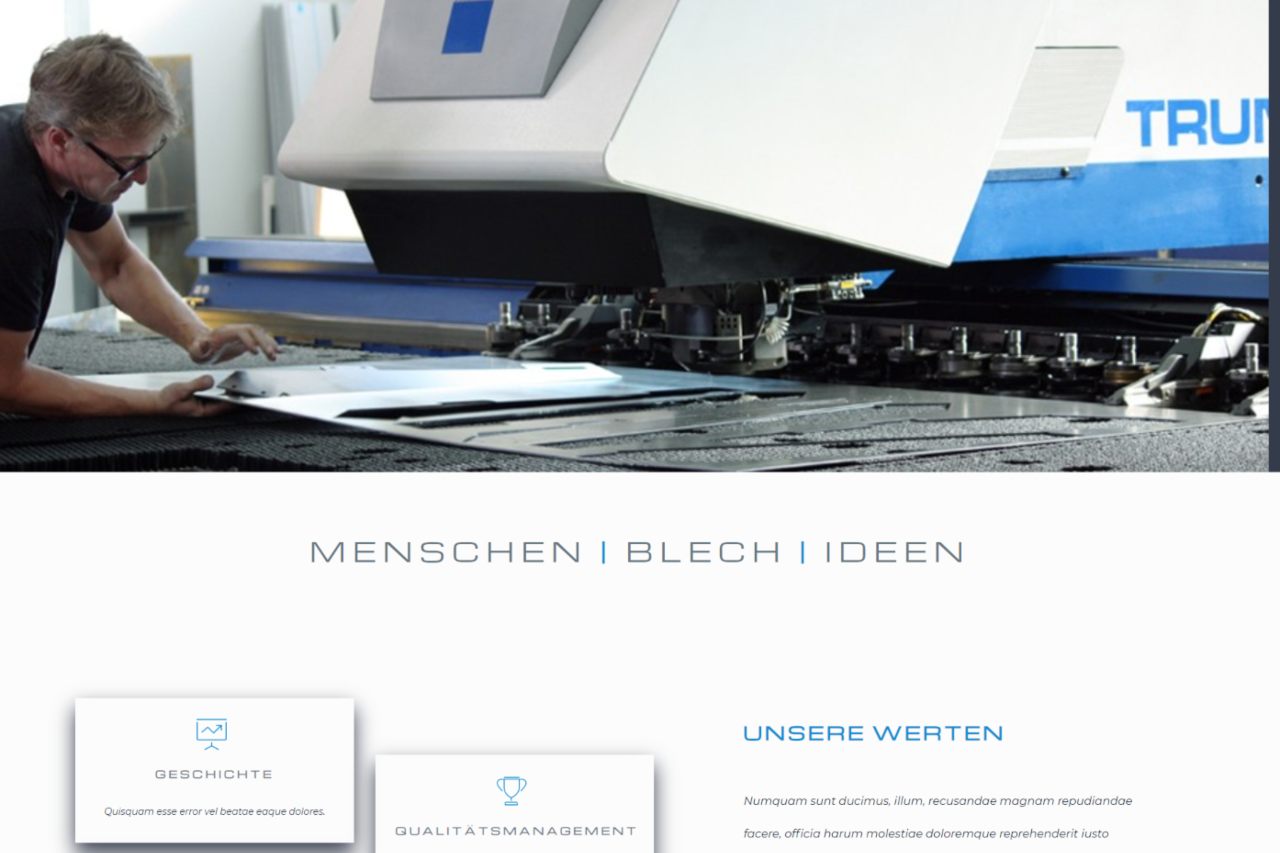 TRUM
MENSCHEN | BLECH | IDEEN
GESCHICHTE
Quisquam esse error vel beatae eaque dolores.
QUALITÄTSMANAGEMENT
UNSERE WERTEN
Numquam sunt ducimus, illum, recusandae magnam repudiandae
facere, officia harum molestiae doloremque reprehenderit iusto